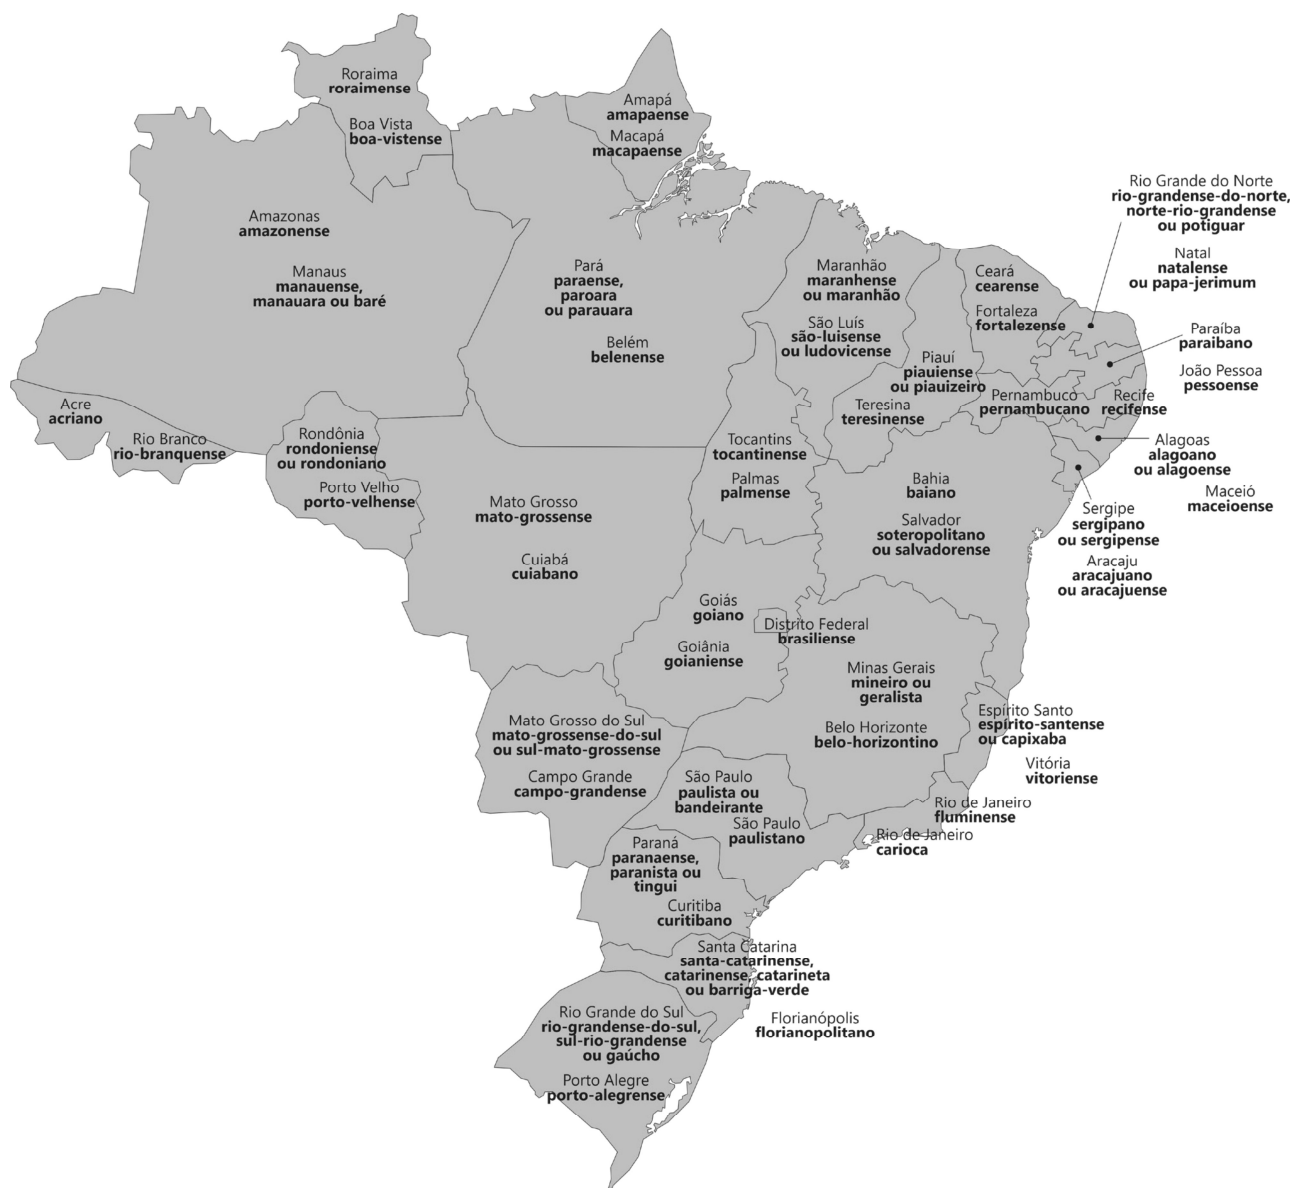 Roraima
roraimense
Boa Vista
boa-vistense
Amapá
amapaense
Macapá
macapaense
Amazonas
amazonense
Manaus
manauense,
manauara ou baré
Pará
paraense,
paroara
ou parauara
Belém
belenense
Maranhão
maranhense
ou maranhão
São Luís
são-luisense
ou ludovicense
Piauí
piauiense
ou piauizeiro
Teresina
teresinense
Ceará
cearense
Fortaleza
fortalezense
Rio Grande do Norte
rio-grandense-do-norte,
norte-rio-grandense
ou potiguar
Natal
natalense
ou papa-jerimum
Paraíba
paraibano
João Pessoa
pessoense
Pernambuco
pernambucano
Recife
recifense
Alagoas
alagoano
ou alagoense
Maceió
maceioense
Sergipe
sergipano
ou sergipense
Aracaju
aracajuano
ou aracajuense
Acre
acriano
Rio Branco
rio-branquense
Rondônia
rondoniense
ou rondoniano
Porto Velho
porto-velhense
Mato Grosso
mato-grossense
Cuiabá
cuiabano
Tocantins
tocantinense
Palmas
palmense
Bahia
baiano
Salvador
soteropolitano
ou salvadorense
Goiás
goiano
Goiânia
goianiense
Distrito Federal
brasiliense
Minas Gerais
mineiro ou
geralista
Belo Horizonte
belo-horizontino
Espírito Santo
espírito-santense
ou capixaba
Vitória
vitoriense
Mato Grosso do Sul
mato-grossense-do-sul
ou sul-mato-grossense
Campo Grande
campo-grandense
São Paulo
paulista ou
bandeirante
São Paulo
paulistano
Rio de Janeiro
fluminense
Rio de Janeiro
carioca
Paraná
paranaense,
paranista ou
tingui
Curitiba
curitibano
Santa Catarina
santa-catarinense,
catarinense, catarineta
ou barriga-verde
Florianópolis
florianopolitano
Rio Grande do Sul
rio-grandense-do-sul,
sul-rio-grandense
ou gaúcho
Porto Alegre
porto-alegrense